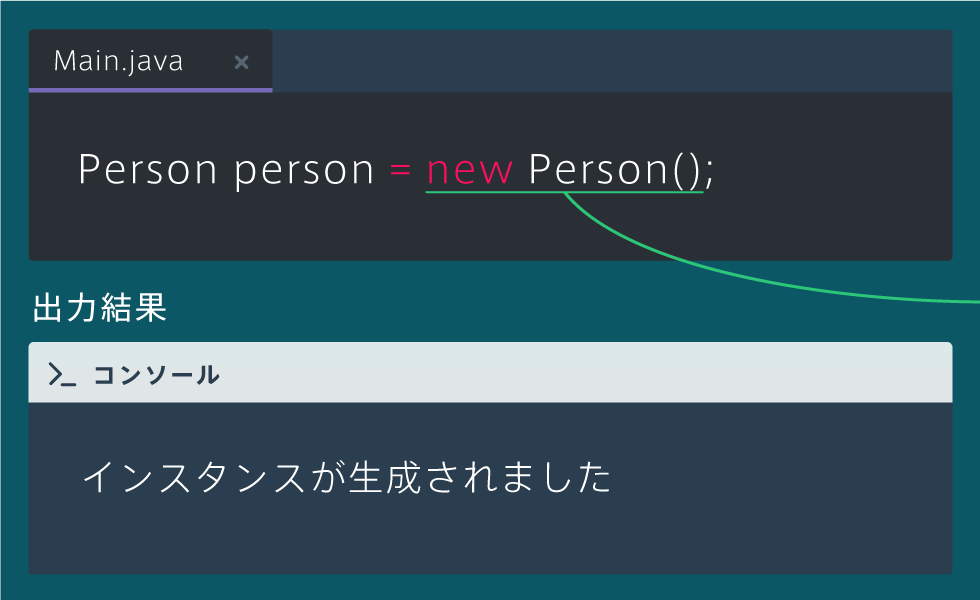 Main.java ×
Person person = new Person();
出力結果
>_ コンソール
インスタンスが生成されました